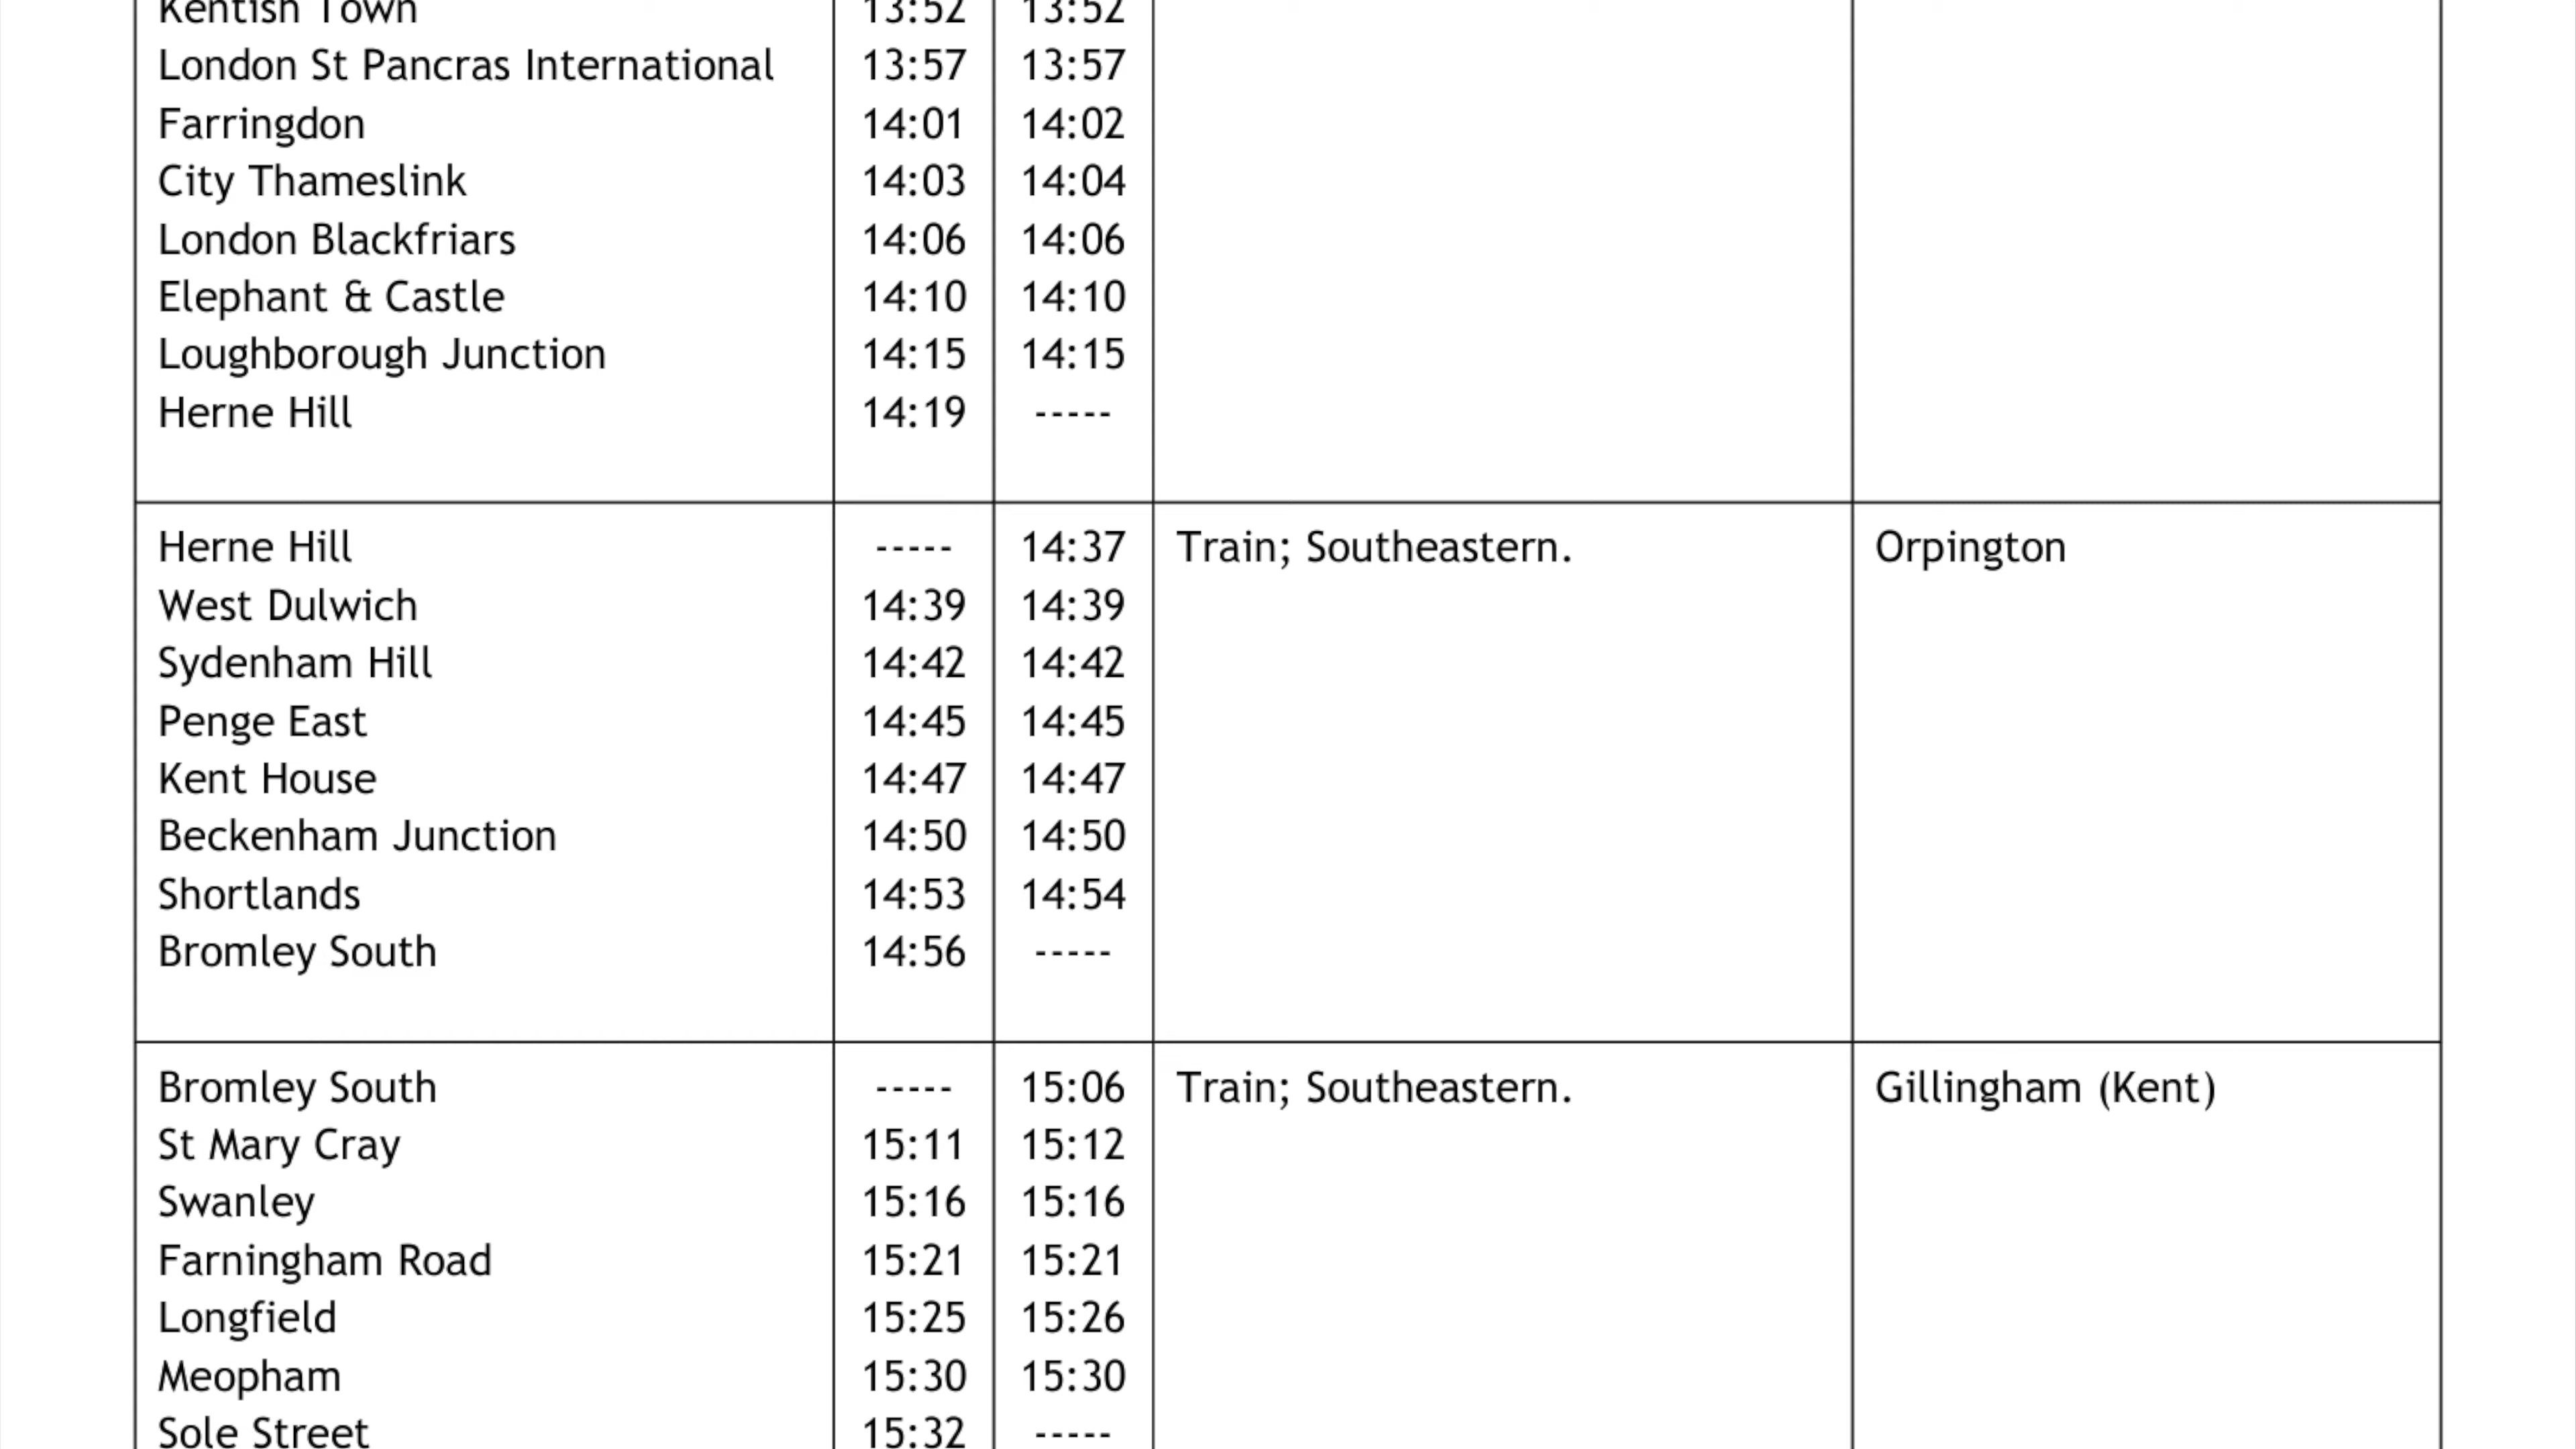 Kentish Town 13:52 13:52
London St Pancras International 13:57 13:57
Farringdon 14:01 14:02
City Thameslink 14:03 14:04
London Blackfriars 14:06 14:06
Elephant & Castle 14:10 14:10
Loughborough Junction 14:15 14:15
Herne Hill 14:19 -----
Herne Hill ----- 14:37 Train; Southeastern. Orpington
West Dulwich 14:39 14:39
Sydenham Hill 14:42 14:42
Penge East 14:45 14:45
Kent House 14:47 14:47
Beckenham Junction 14:50 14:50
Shortlands 14:53 14:54
Bromley South 14:56 -----
Bromley South ----- 15:06 Train; Southeastern. Gillingham (Kent)
St Mary Cray 15:11 15:12
Swanley 15:16 15:16
Farningham Road 15:21 15:21
Longfield 15:25 15:26
Meopham 15:30 15:30
Sole Street 15:32 -----